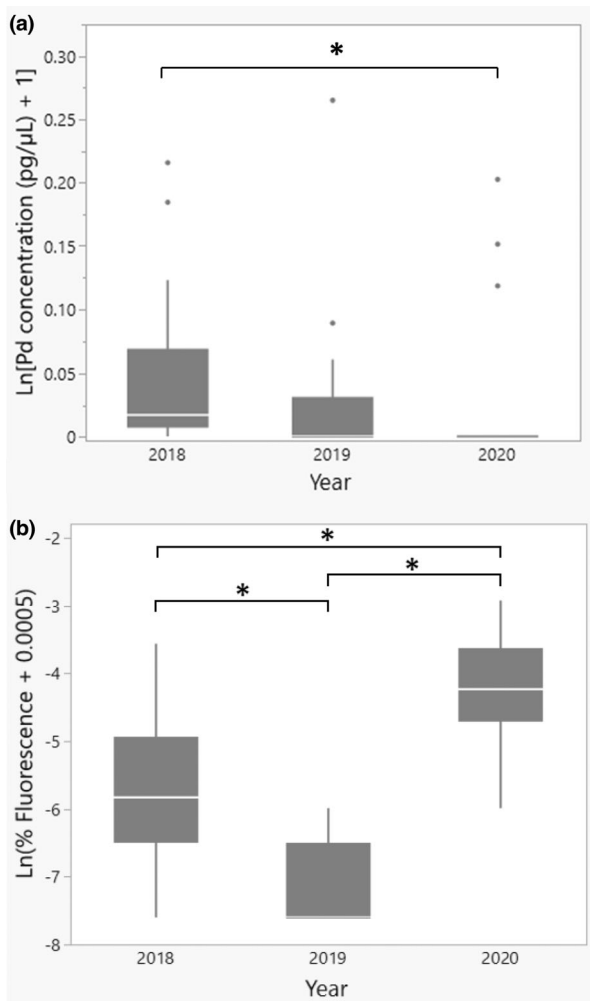 (a)
Ln[Pd concentration (pg/µL) + 1]
0.30
0.25
0.20
0.15
0.10
0.05
0
*
2018 2019 2020
Year
(b)
Ln(% Fluorescence + 0.0005)
-2
-3
-4
-5
-6
-7
-8
*
*
*
2018 2019 2020
Year